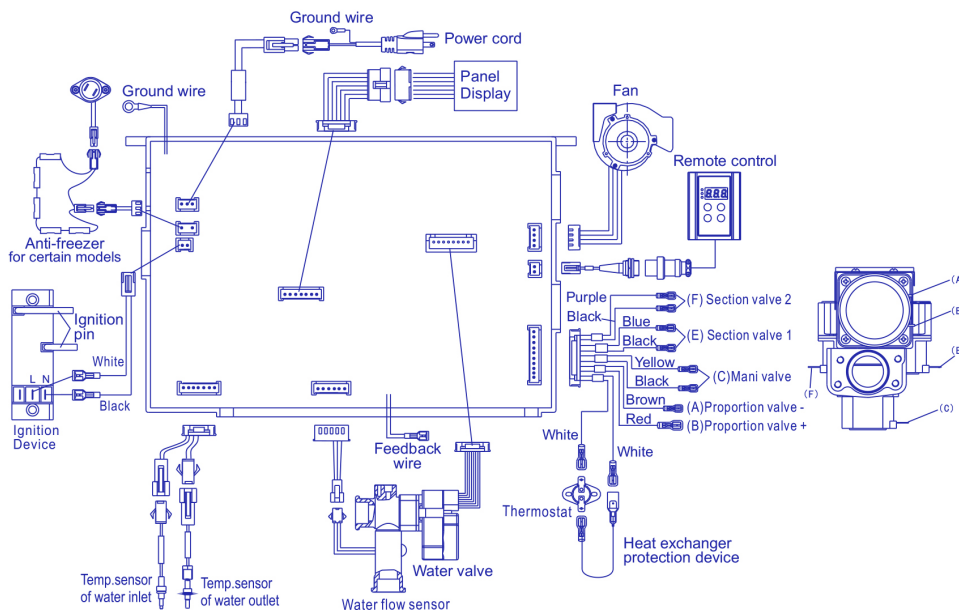 Ground wire
Power cord
Panel
Display
Ground wire
Fan
Remote control
888
Anti-freezer
for certain models
Ignition
pin
White
L N
Black
Ignition
Device
Purple
Black
(F) Section valve 2
Blue
Black
(E) Section valve 1
Yellow
Black
(C)Mani valve
Brown
(A)Proportion valve -
Red
(B)Proportion valve +
White
White
Thermostat
Heat exchanger
protection device
Feedback
wire
Water valve
Water flow sensor
Temp.sensor
of water inlet
Temp.sensor
of water outlet
(A
(B
(E
(F)
(C)